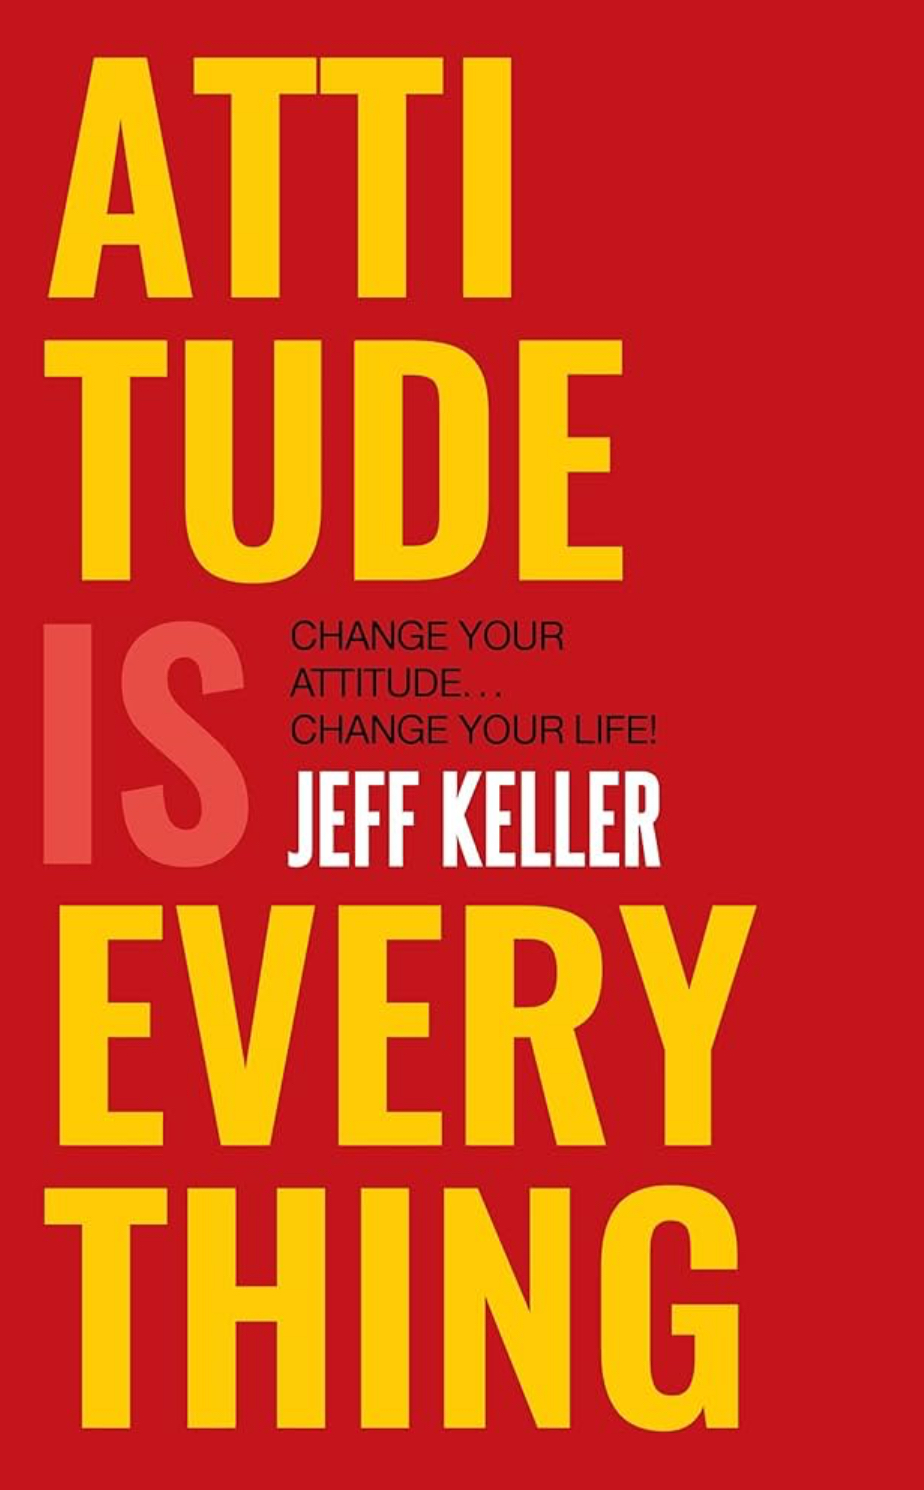 ATTI
TUDE
IS
CHANGE YOUR
ATTITUDE...
CHANGE YOUR LIFE!
JEFF KELLER
EVERY
THING